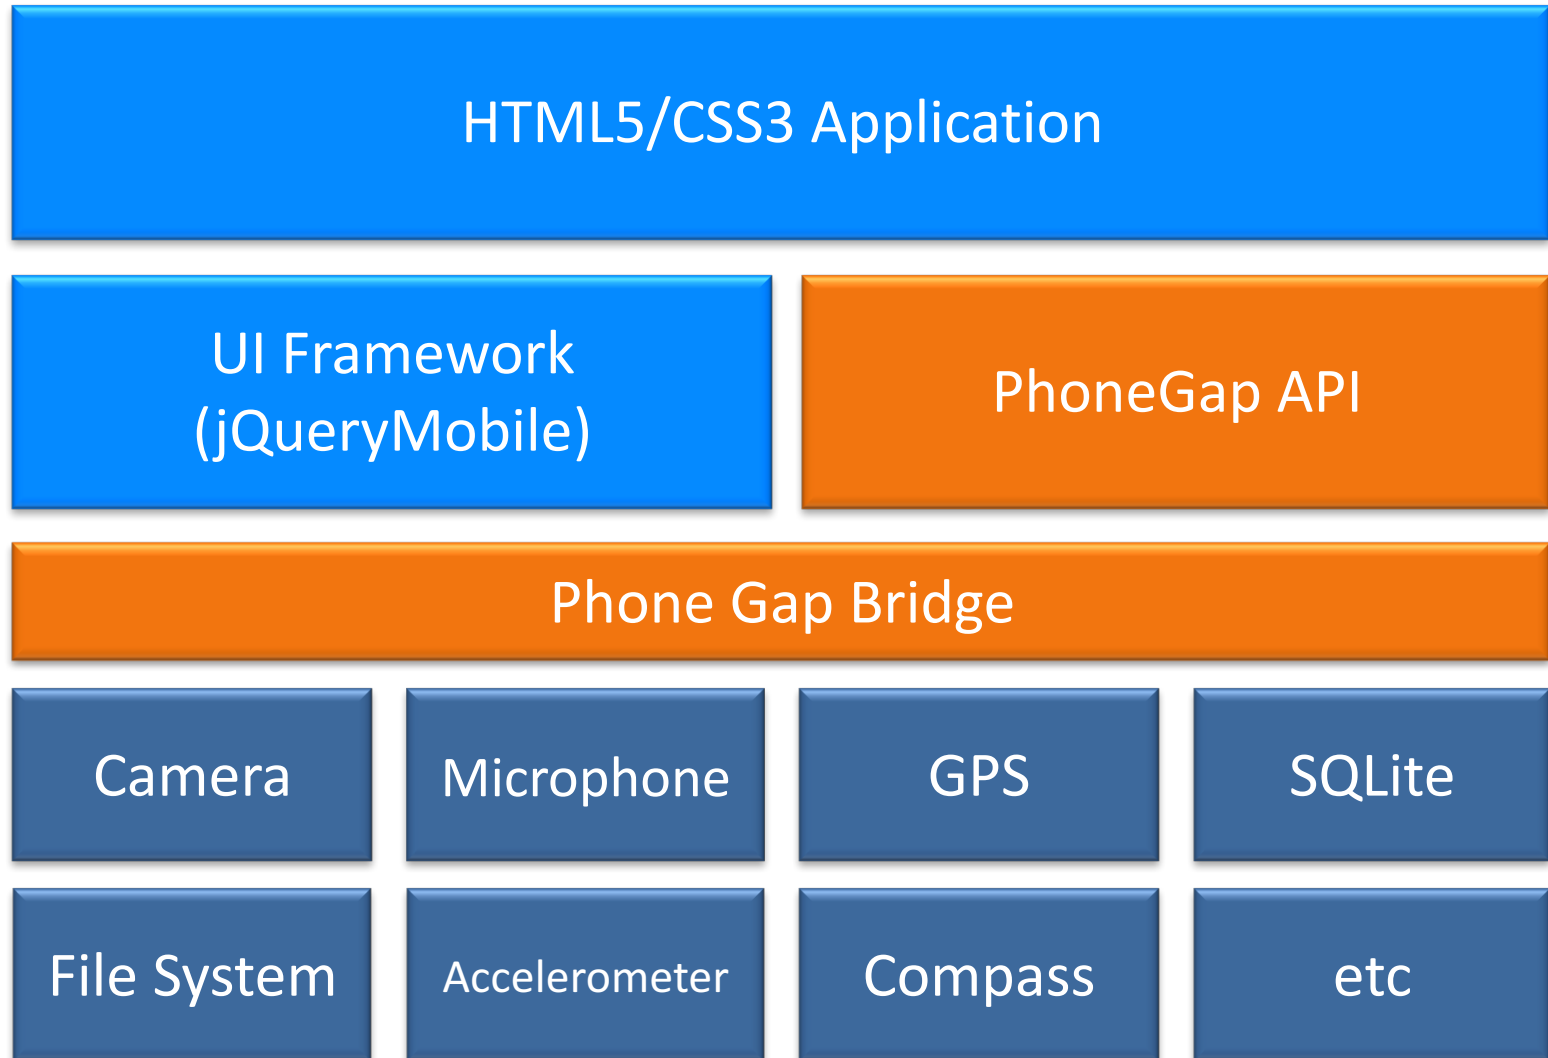 HTML5/CSS3 Application
UI Framework
(jQueryMobile)
PhoneGap API
Phone Gap Bridge
Camera
Microphone
GPS
SQLite
File System
Accelerometer
Compass
etc